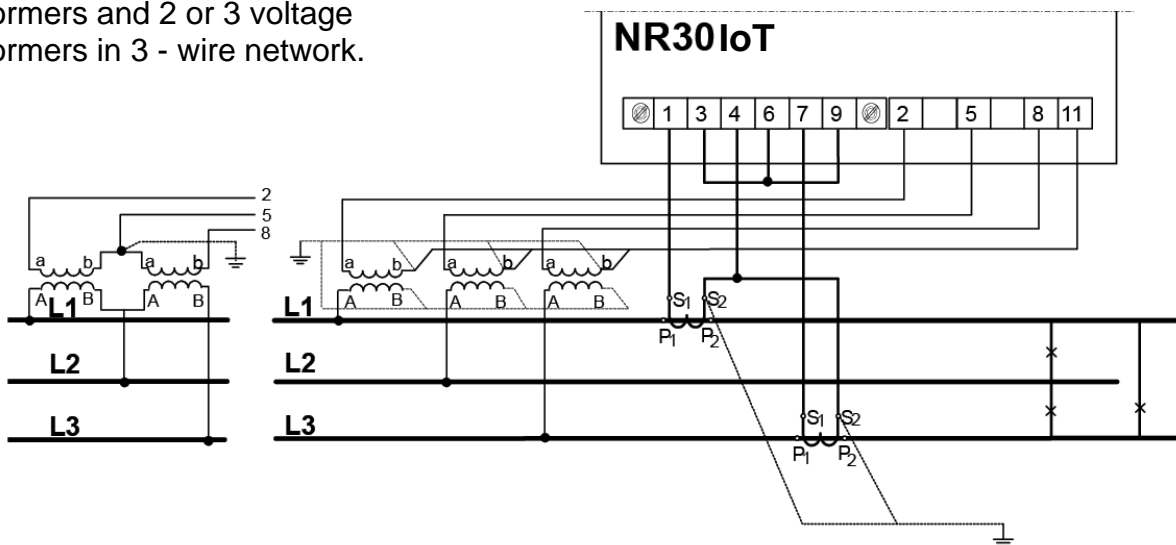 ormers and 2 or 3 voltage
ormers in 3 - wire network.
NR30IoT
1 3 4 6 7 9 2 5 8 11
2
5
8
a b a b
a b a b a b
A B A B
A B A B A B
S1 S2
L1
L1
P1 P2
L2
L2
L3
L3
S1 S2
P1 P2